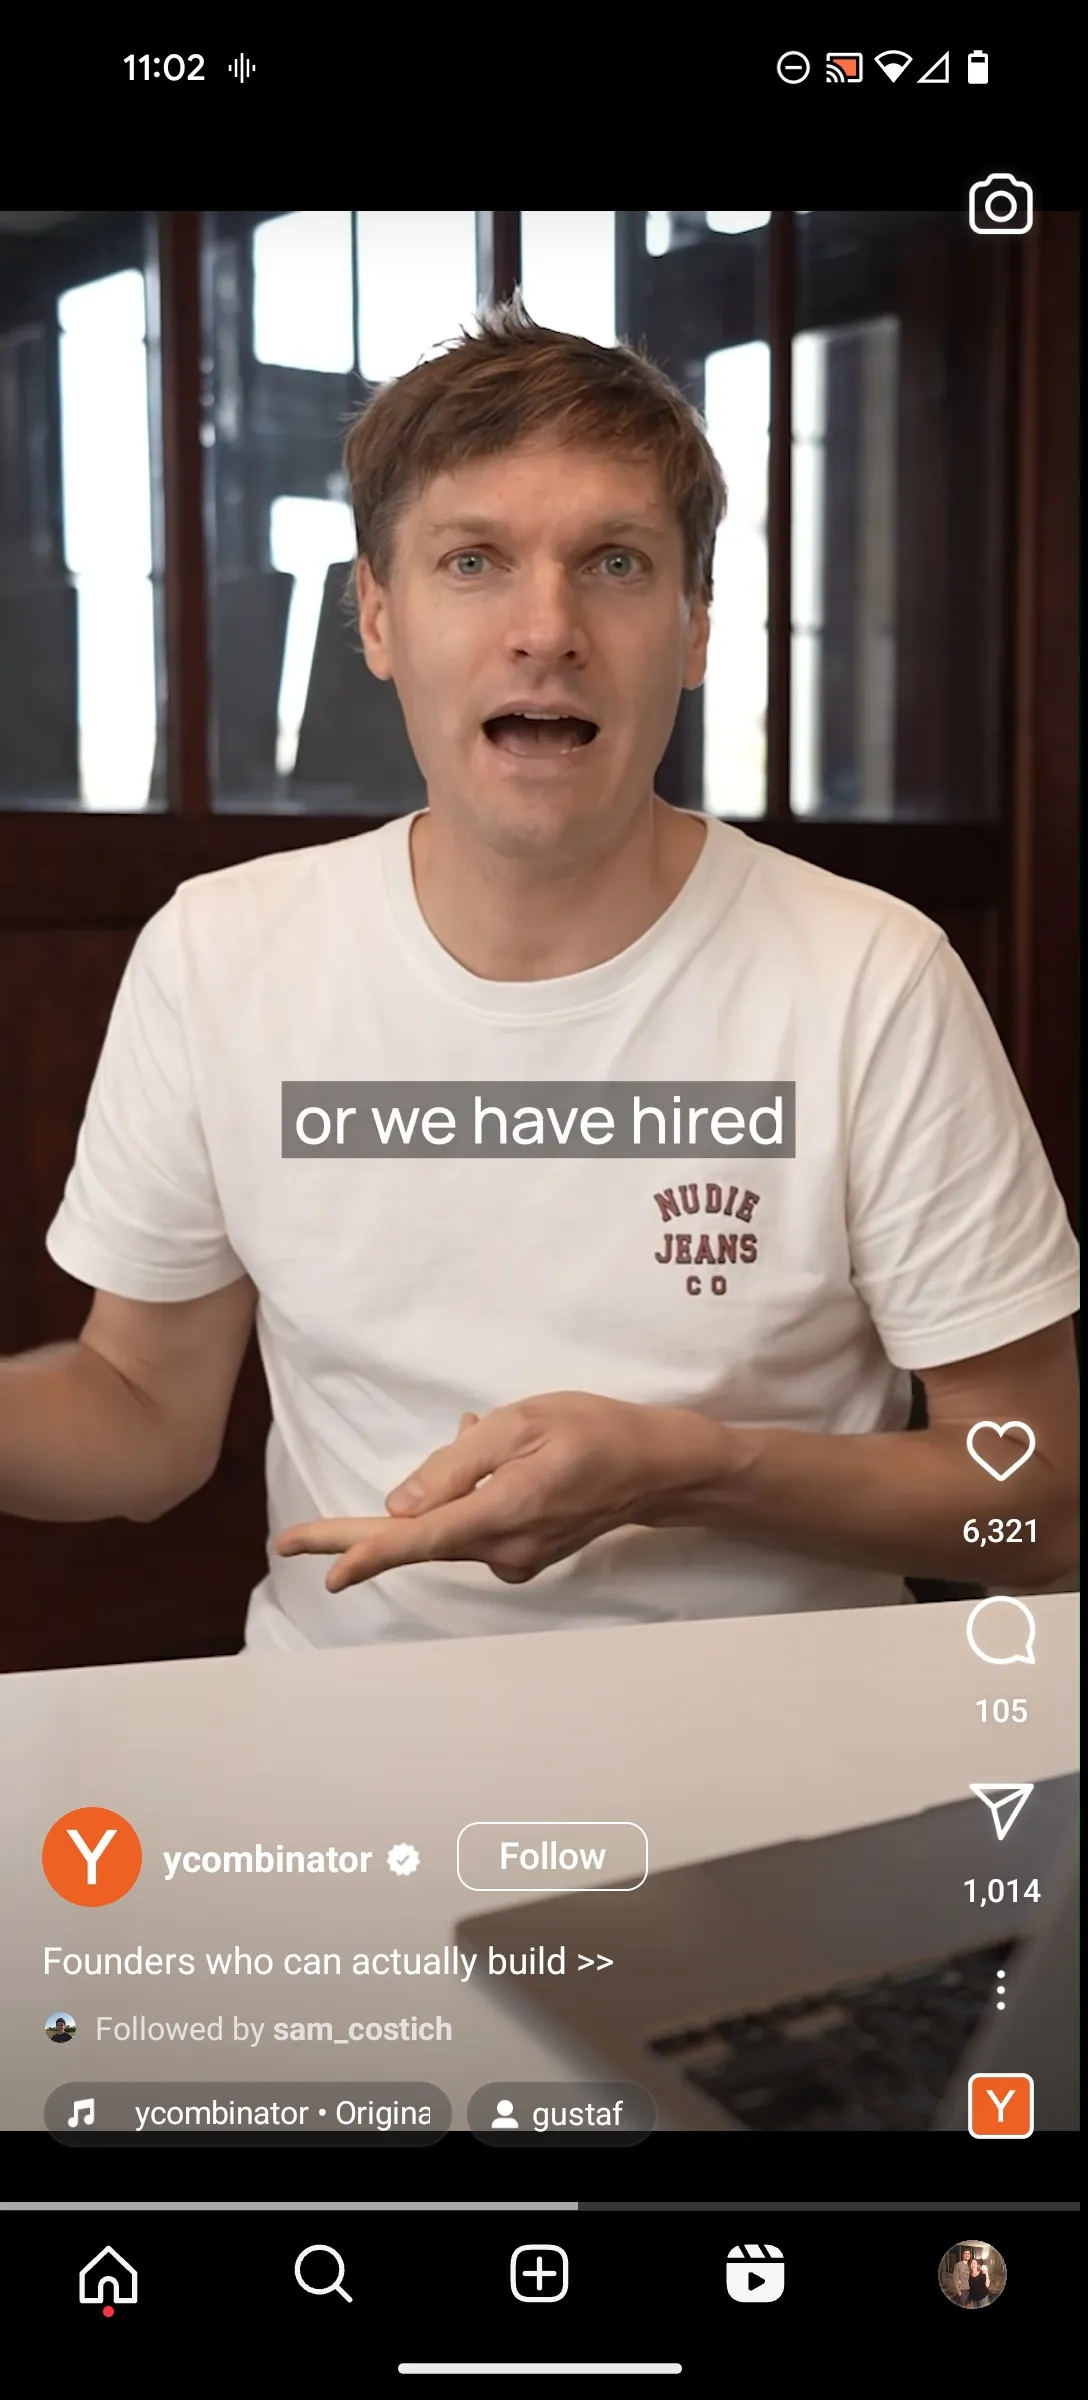 11:02
or we have hired
NUDIE
JEANS
CO
6,321
105
1,014
Y
ycombinator
Follow
Founders who can actually build >>
Followed by sam_costich
ycombinator • Origina
gustaf
Y